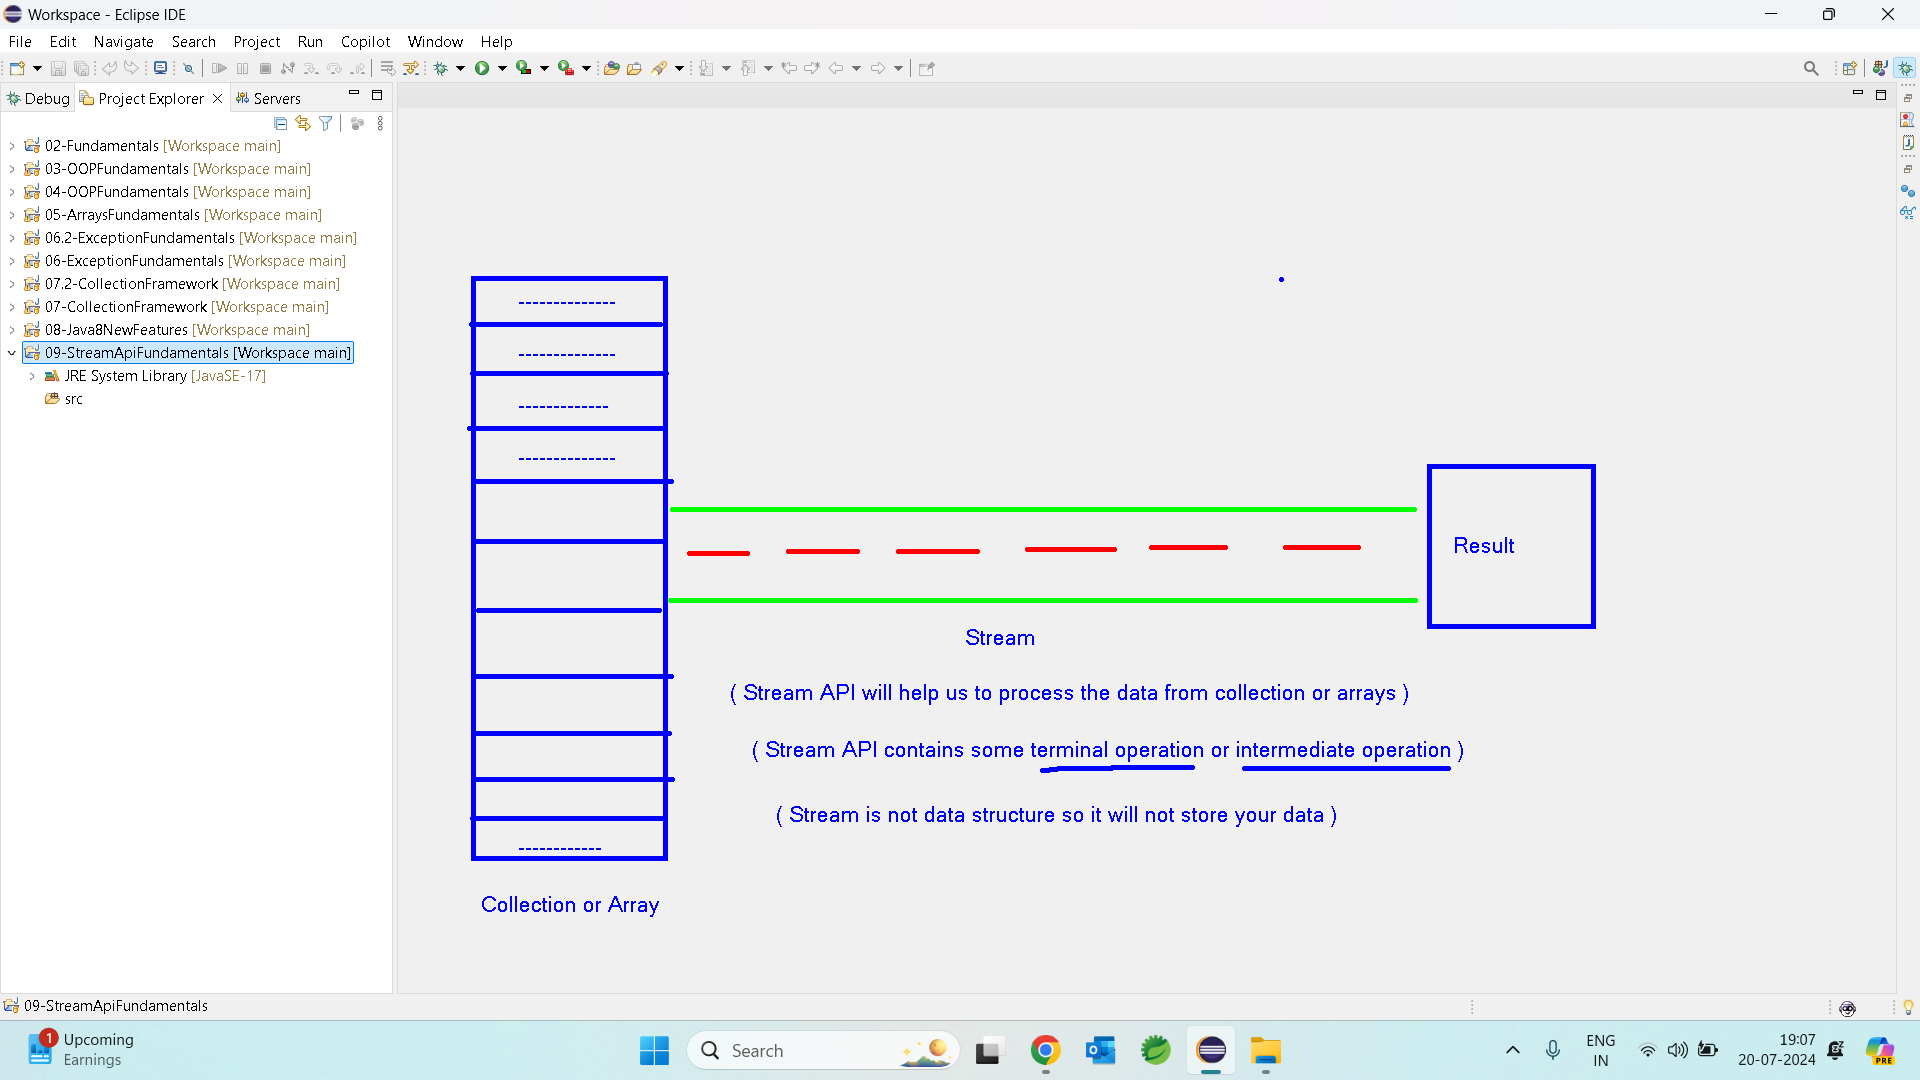 Workspace - Eclipse IDE
File Edit Navigate Search Project Run Copilot Window Help
Debug Project Explorer Servers
02-Fundamentals [Workspace main]
03-OOPFundamentals [Workspace main]
04-OOPFundamentals [Workspace main]
05-ArraysFundamentals [Workspace main]
06.2-ExceptionFundamentals [Workspace main]
06-ExceptionFundamentals [Workspace main]
07.2-CollectionFramework [Workspace main]
07-CollectionFramework [Workspace main]
08-Java8NewFeatures [Workspace main]
09-StreamApiFundamentals [Workspace main]
JRE System Library [JavaSE-17]
src
--------------
--------------
-------------
--------------
------------
Collection or Array
Result
Stream
( Stream API will help us to process the data from collection or arrays )
( Stream API contains some terminal operation or intermediate operation )
( Stream is not data structure so it will not store your data )
09-StreamApiFundamentals
1
Upcoming
Earnings
Search
ENG
IN
19:07
20-07-2024
PRE